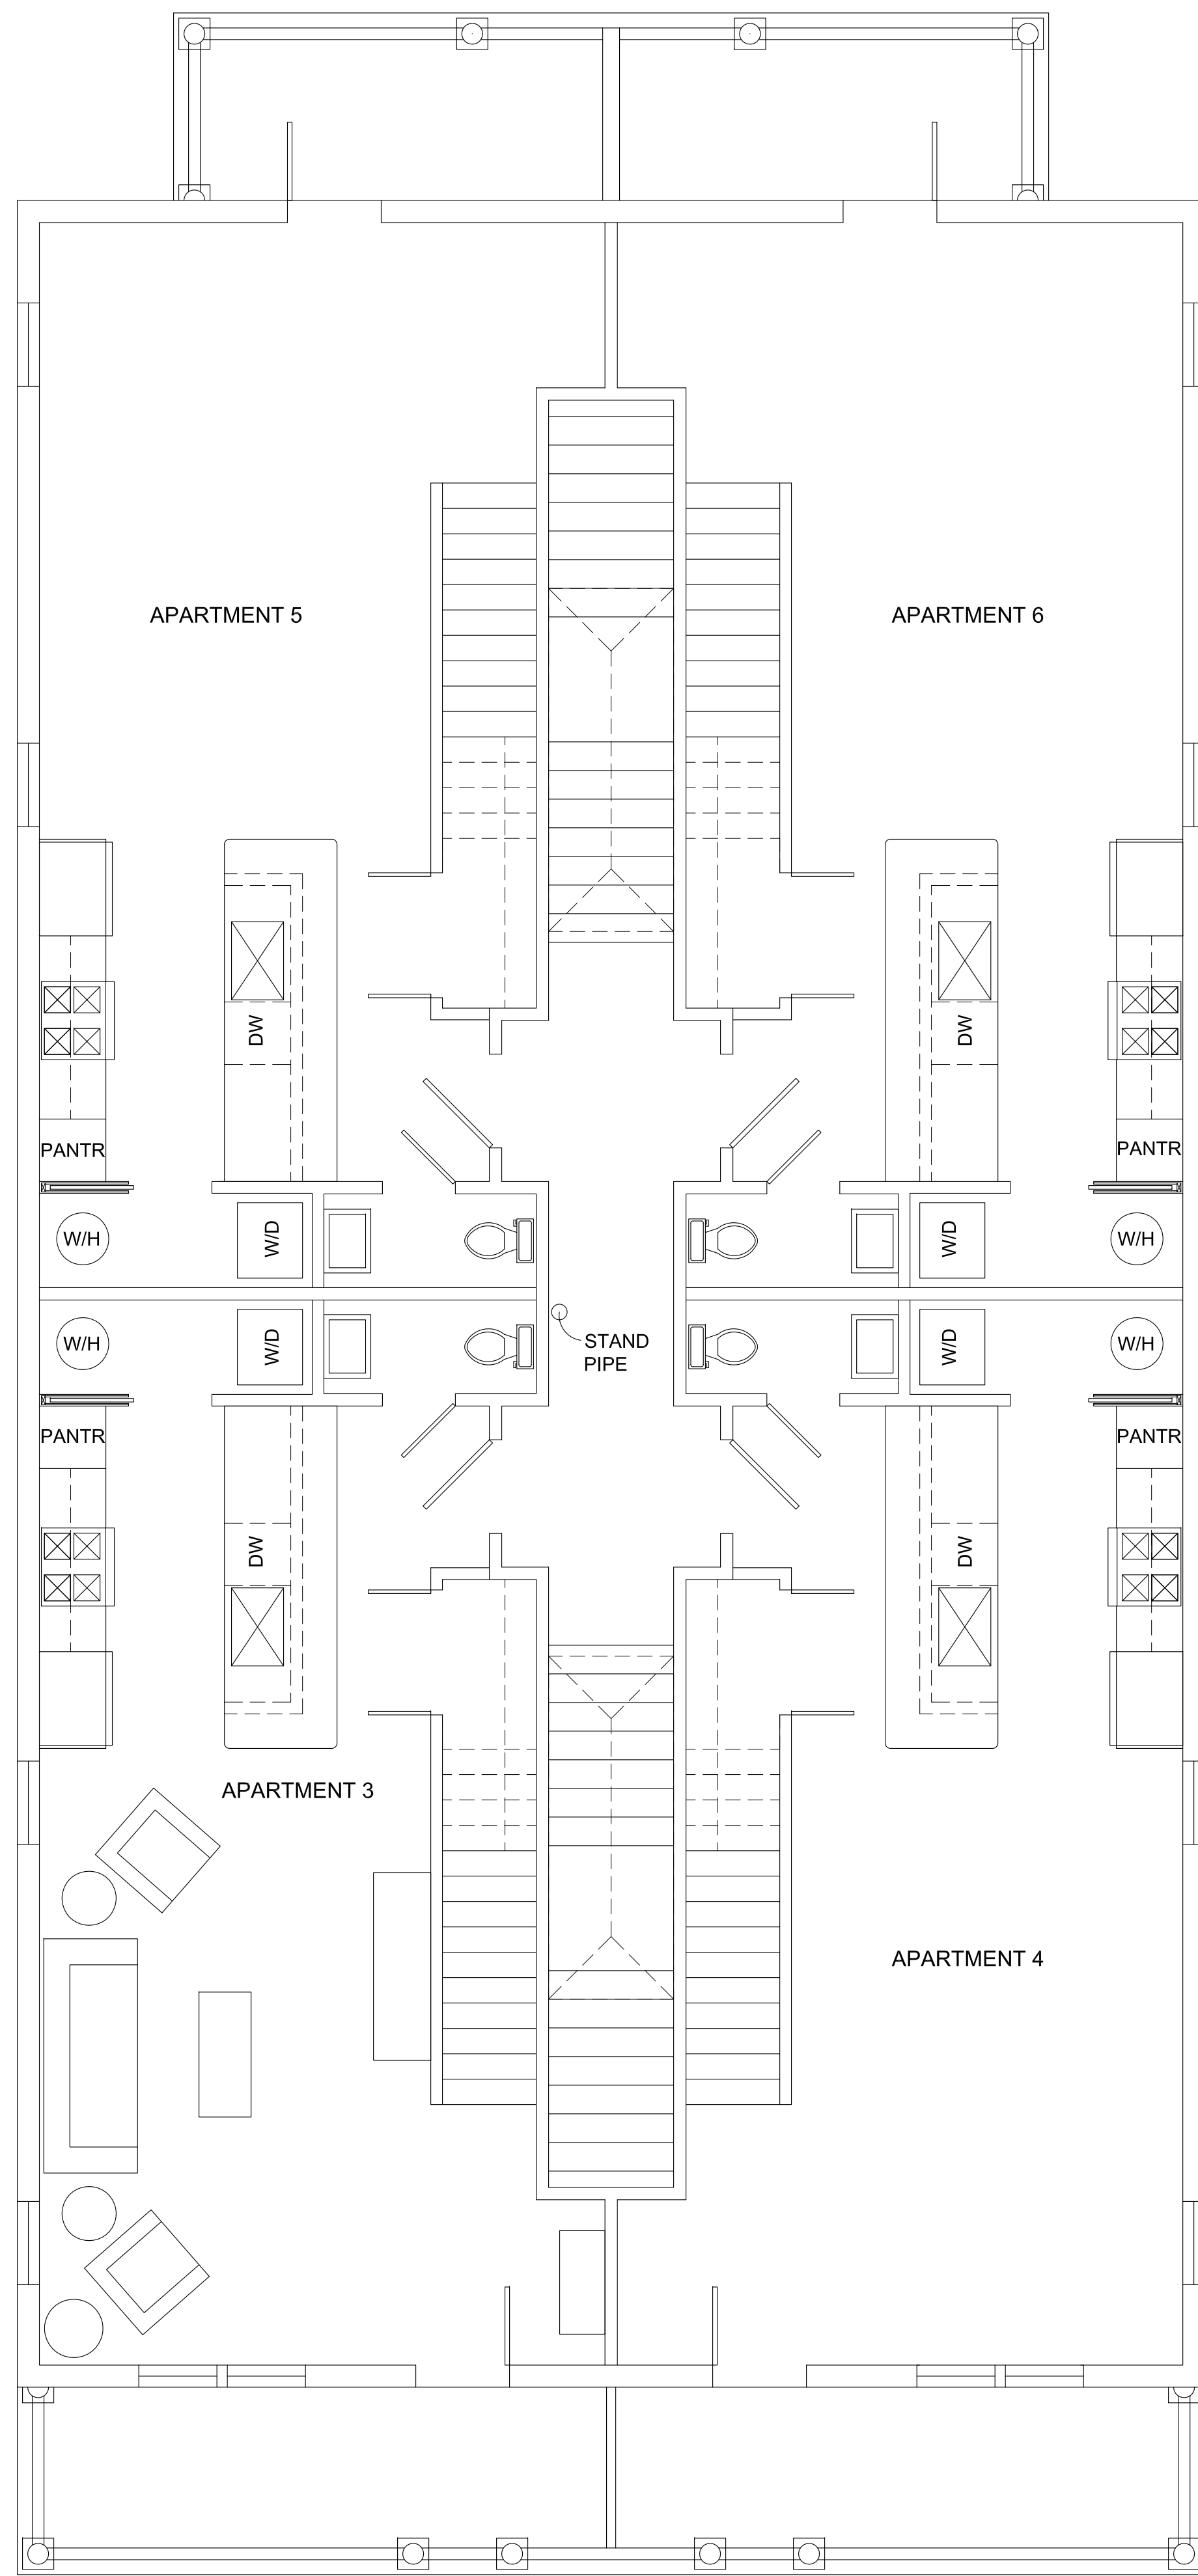 APARTMENT 5
APARTMENT 6
DW
DW
PANTR
PANTR
W/H
W/D
W/D
W/H
W/H
W/D
STAND
PIPE
W/D
W/H
PANTR
PANTR
DW
DW
APARTMENT 3
APARTMENT 4